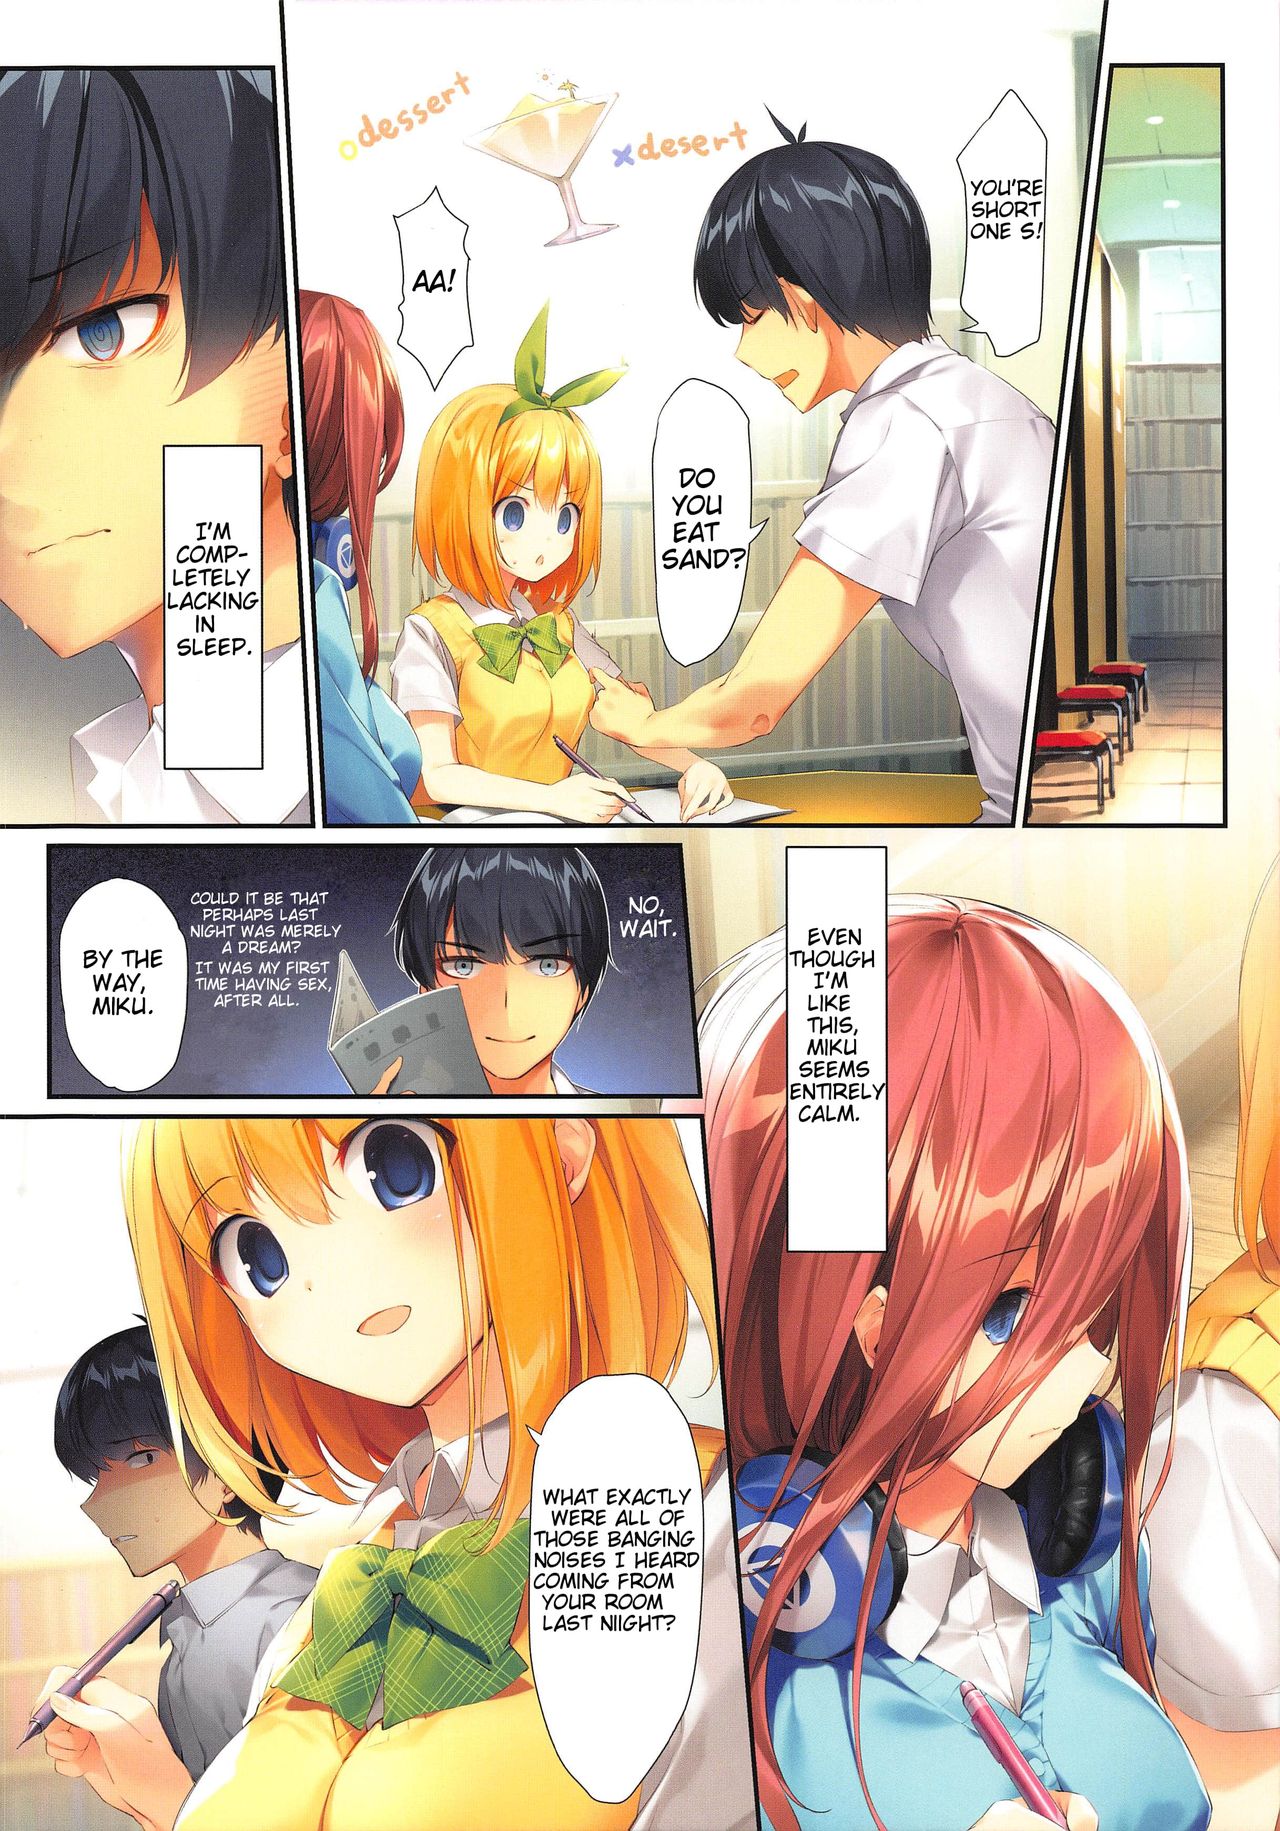 YOU'RE
SHORT
ONE S!
dessert
desert
DO
YOU
EAT
SAND?
AA!
I'M
COMP-
LETELY
LACKING
IN
SLEEP.
EVEN
THOUGH
I'M
LIKE
THIS,
MIKU
SEEMS
ENTIRELY
CALM.
NO,
WAIT.
COULD IT BE THAT
PERHAPS LAST
NIGHT WAS MERELY
A DREAM?
IT WAS MY FIRST
TIME HAVING SEX,
AFTER ALL.
BY THE
WAY,
MIKU.
WHAT EXACTLY
WERE ALL OF
THOSE BANGING
NOISES I HEARD
COMING FROM
YOUR ROOM
LAST NIIGHT?